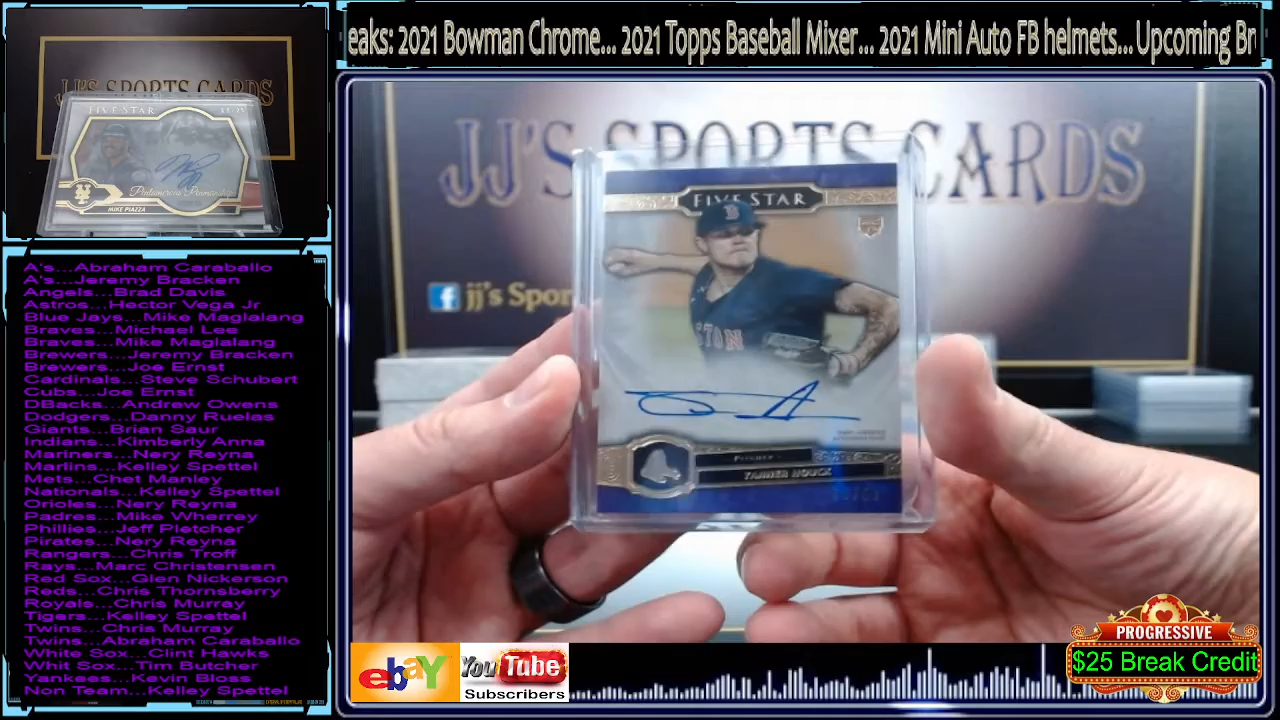 eaks: 2021 Bowman Chrome... 2021 Topps Baseball Mixer... 2021 Mini Auto FB helmets... Upcoming Br
JJ'S SPORTS CARDS
FIVE STAR
Pentamerous Penmanship
MIKE PIAZZA
A's...Abraham Caraballo
A's...Jeremy Bracken
Angels...Brad Davis
Astros...Hector Vega Jr
Blue Jays...Mike Maglalang
Braves...Michael Lee
Braves...Mike Maglalang
Brewers...Jeremy Bracken
Brewers...Joe Ernst
Cardinals...Steve Schubert
Cubs...Joe Ernst
DBacks...Andrew Owens
Dodgers...Danny Ruelas
Giants...Brian Saur
Indians...Kimberly Anna
Mariners...Nery Reyna
Marlins...Kelley Spettel
Mets...Chet Manley
Nationals...Kelley Spettel
Orioles...Nery Reyna
Padres...Mike Wherrey
Phillies...Jeff Pletcher
Pirates...Nery Reyna
Rangers...Chris Troff
Rays...Marc Christensen
Red Sox...Glen Nickerson
Reds...Chris Thornsberry
Royals...Chris Murray
Tigers...Kelley Spettel
Twins...Chris Murray
Twins...Abraham Caraballo
White Sox...Clint Hawks
Whit Sox...Tim Butcher
Yankees...Kevin Bloss
Non Team...Kelley Spettel
JJ'S SPORTS CARDS
f jj's Spor
FIVE STAR
B
STON
PITCHER
TANNER HOUCK
ebay
YouTube
Subscribers
PROGRESSIVE
$25 Break Credit